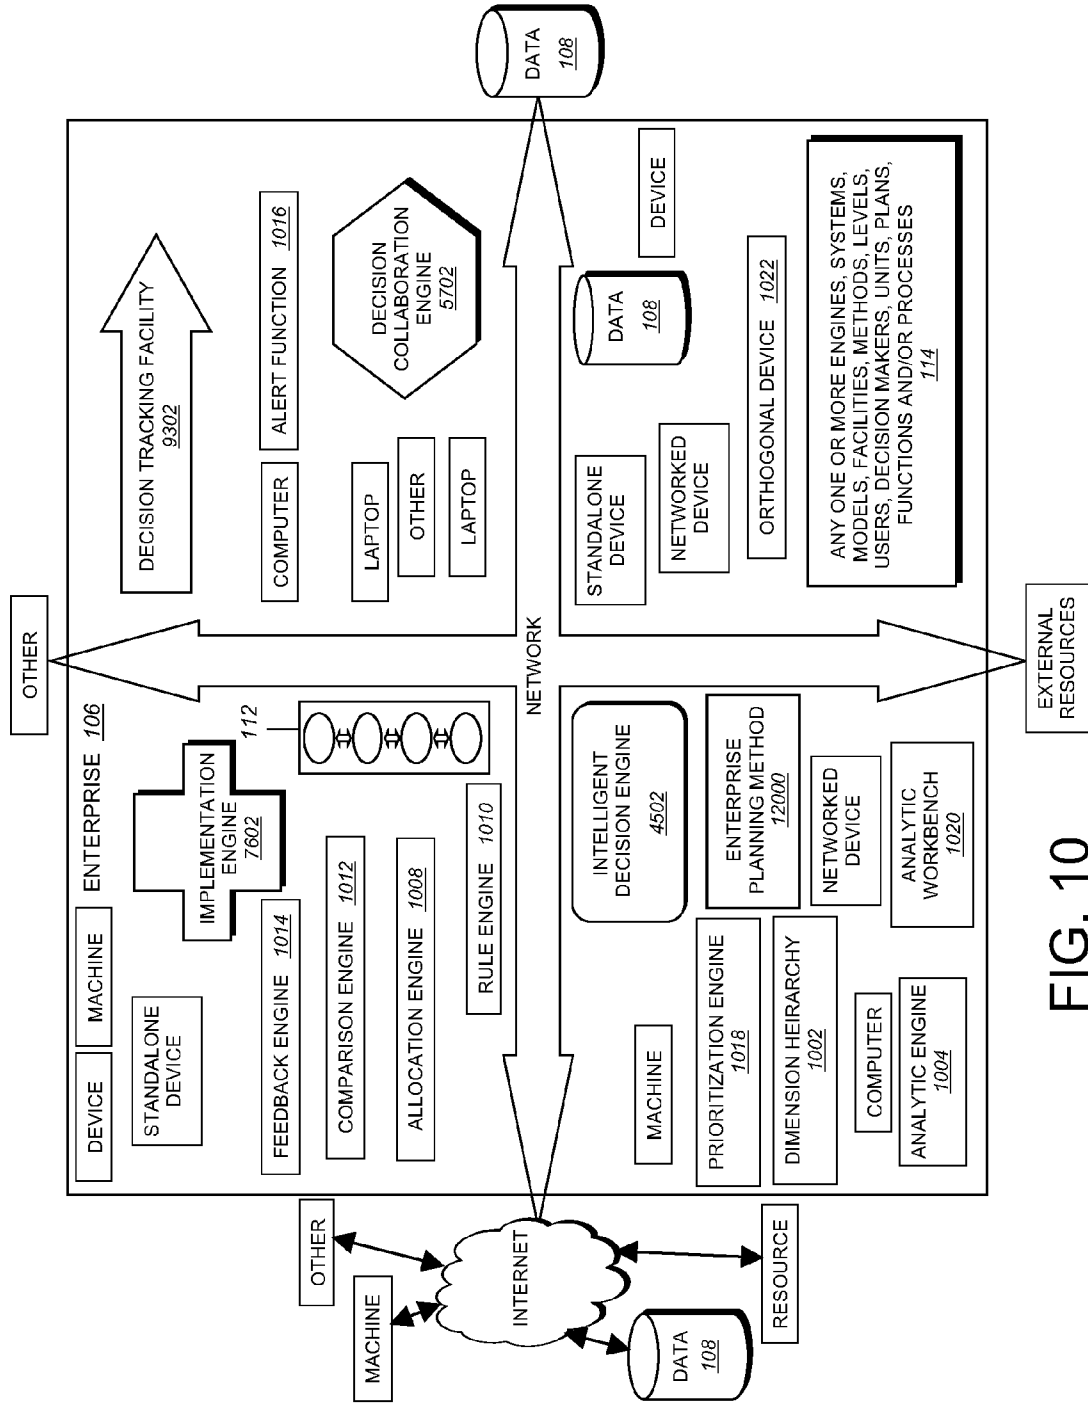 OTHER
DEVICE
MACHINE
ENTERPRISE 106
STANDALONE
DEVICE
IMPLEMENTATION
ENGINE
7602
112
FEEDBACK ENGINE 1014
COMPARISON ENGINE 1012
ALLOCATION ENGINE 1008
RULE ENGINE 1010
DECISION TRACKING FACILITY
9302
COMPUTER
ALERT FUNCTION 1016
LAPTOP
OTHER
LAPTOP
DECISION
COLLABORATION
ENGINE
5702
OTHER
MACHINE
INTERNET
DATA
108
RESOURCE
NETWORK
DATA
108
MACHINE
INTELLIGENT
DECISION ENGINE
4502
PRIORITIZATION ENGINE
1018
ENTERPRISE
PLANNING METHOD
12000
DIMENSION HEIRARCHY
1002
NETWORKED
DEVICE
COMPUTER
ANALYTIC ENGINE
1004
ANALYTIC
WORKBENCH
1020
STANDALONE
DEVICE
DATA
108
DEVICE
NETWORKED
DEVICE
ORTHOGONAL DEVICE 1022
ANY ONE OR MORE ENGINES, SYSTEMS,
MODELS, FACILITIES, METHODS, LEVELS,
USERS, DECISION MAKERS, UNITS, PLANS,
FUNCTIONS AND/OR PROCESSES
114
EXTERNAL
RESOURCES
FIG. 10